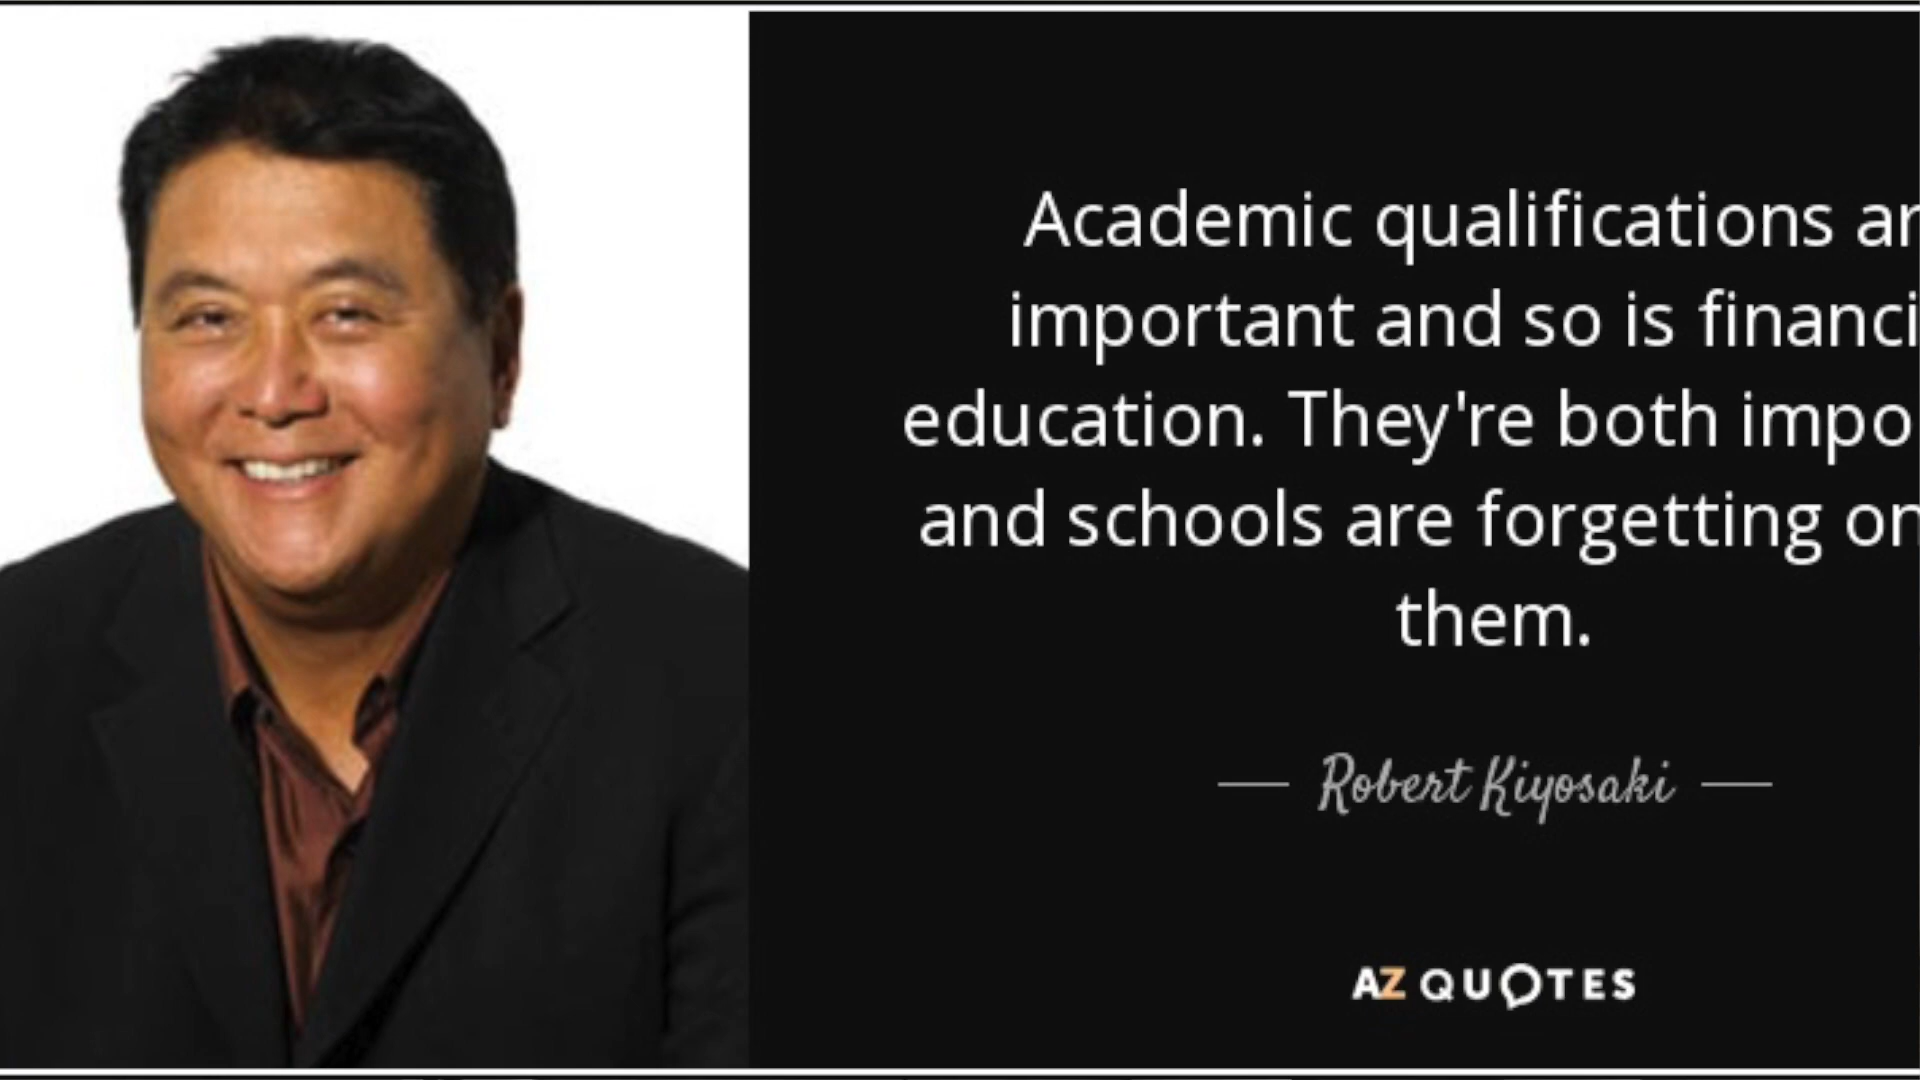 Academic qualifications ar
important and so is financi
education. They're both impo
and schools are forgetting on
them.
Robert Kiyosaki
AZ QUOTES